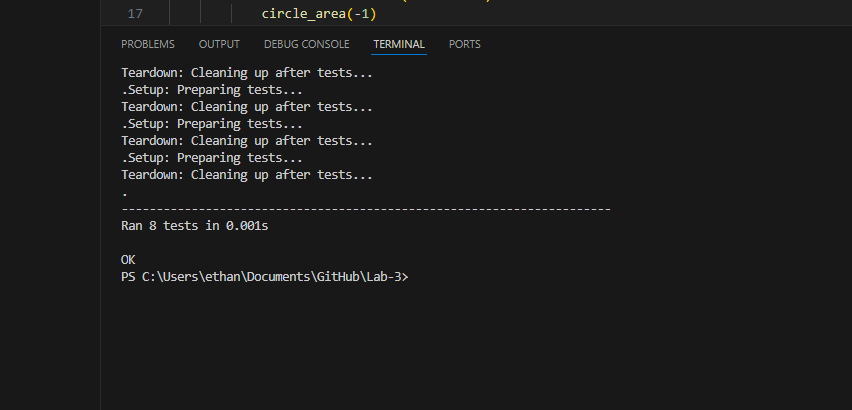 17 circle_area(-1)
PROBLEMS OUTPUT DEBUG CONSOLE TERMINAL PORTS
Teardown: Cleaning up after tests...
.Setup: Preparing tests...
Teardown: Cleaning up after tests...
.Setup: Preparing tests...
Teardown: Cleaning up after tests...
.Setup: Preparing tests...
Teardown: Cleaning up after tests...
.
----------------------------------------------------------------------
Ran 8 tests in 0.001s
OK
PS C:\Users\ethan\Documents\GitHub\Lab-3>